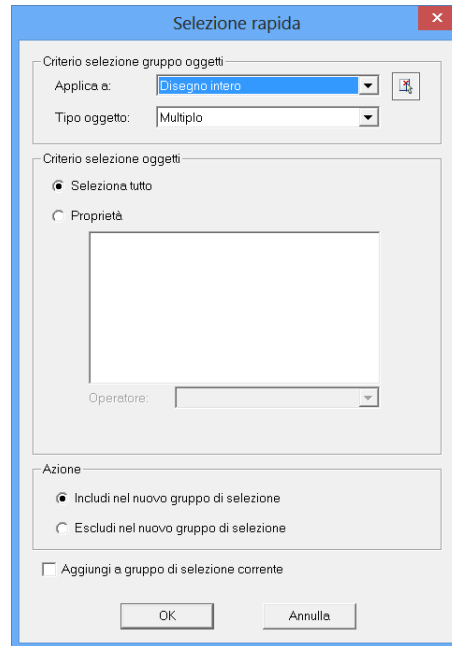 Selezione rapida
Criterio selezione gruppo oggetti
Applica a: Disegno intero
Tipo oggetto: Multiplo
Criterio selezione oggetti
Seleziona tutto
Proprietà
Operatore:
Azione
Includi nel nuovo gruppo di selezione
Escludi nel nuovo gruppo di selezione
Aggiungi a gruppo di selezione corrente
OK Annulla